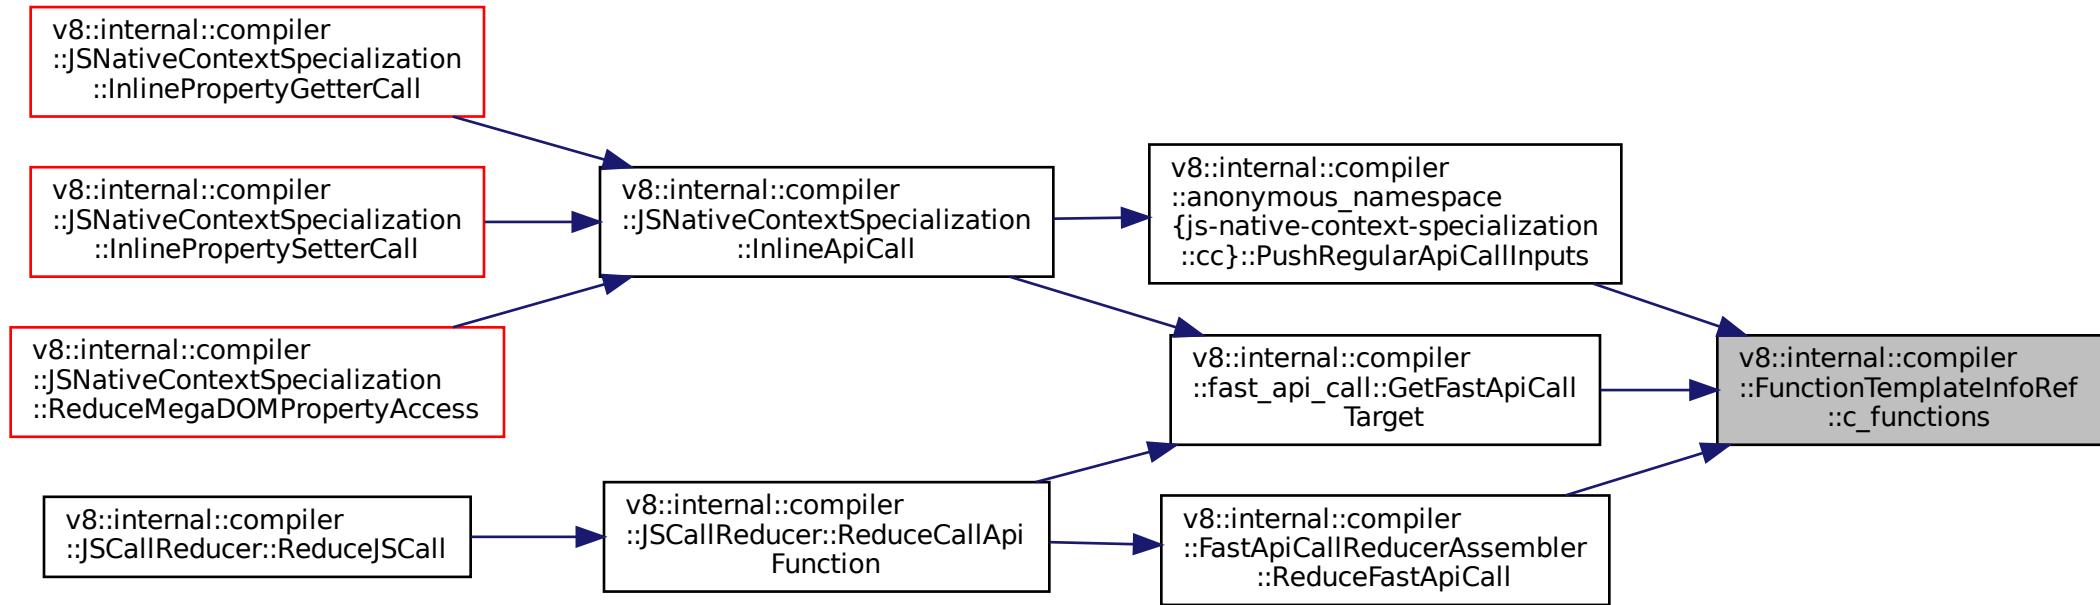 v8::internal::compiler
::JSNativeContextSpecialization
::InlinePropertyGetterCall
v8::internal::compiler
::JSNativeContextSpecialization
::InlinePropertySetterCall
v8::internal::compiler
::JSNativeContextSpecialization
::ReduceMegaDOMPropertyAccess
v8::internal::compiler
::JSCallReducer::ReduceJSCall
v8::internal::compiler
::JSNativeContextSpecialization
::InlineApiCall
v8::internal::compiler
::JSCallReducer::ReduceCallApi
Function
v8::internal::compiler
::anonymous_namespace
{js-native-context-specialization
::cc}::PushRegularApiCallInputs
v8::internal::compiler
::fast_api_call::GetFastApiCall
Target
v8::internal::compiler
::FastApiCallReducerAssembler
::ReduceFastApiCall
v8::internal::compiler
::FunctionTemplateInfoRef
::c_functions